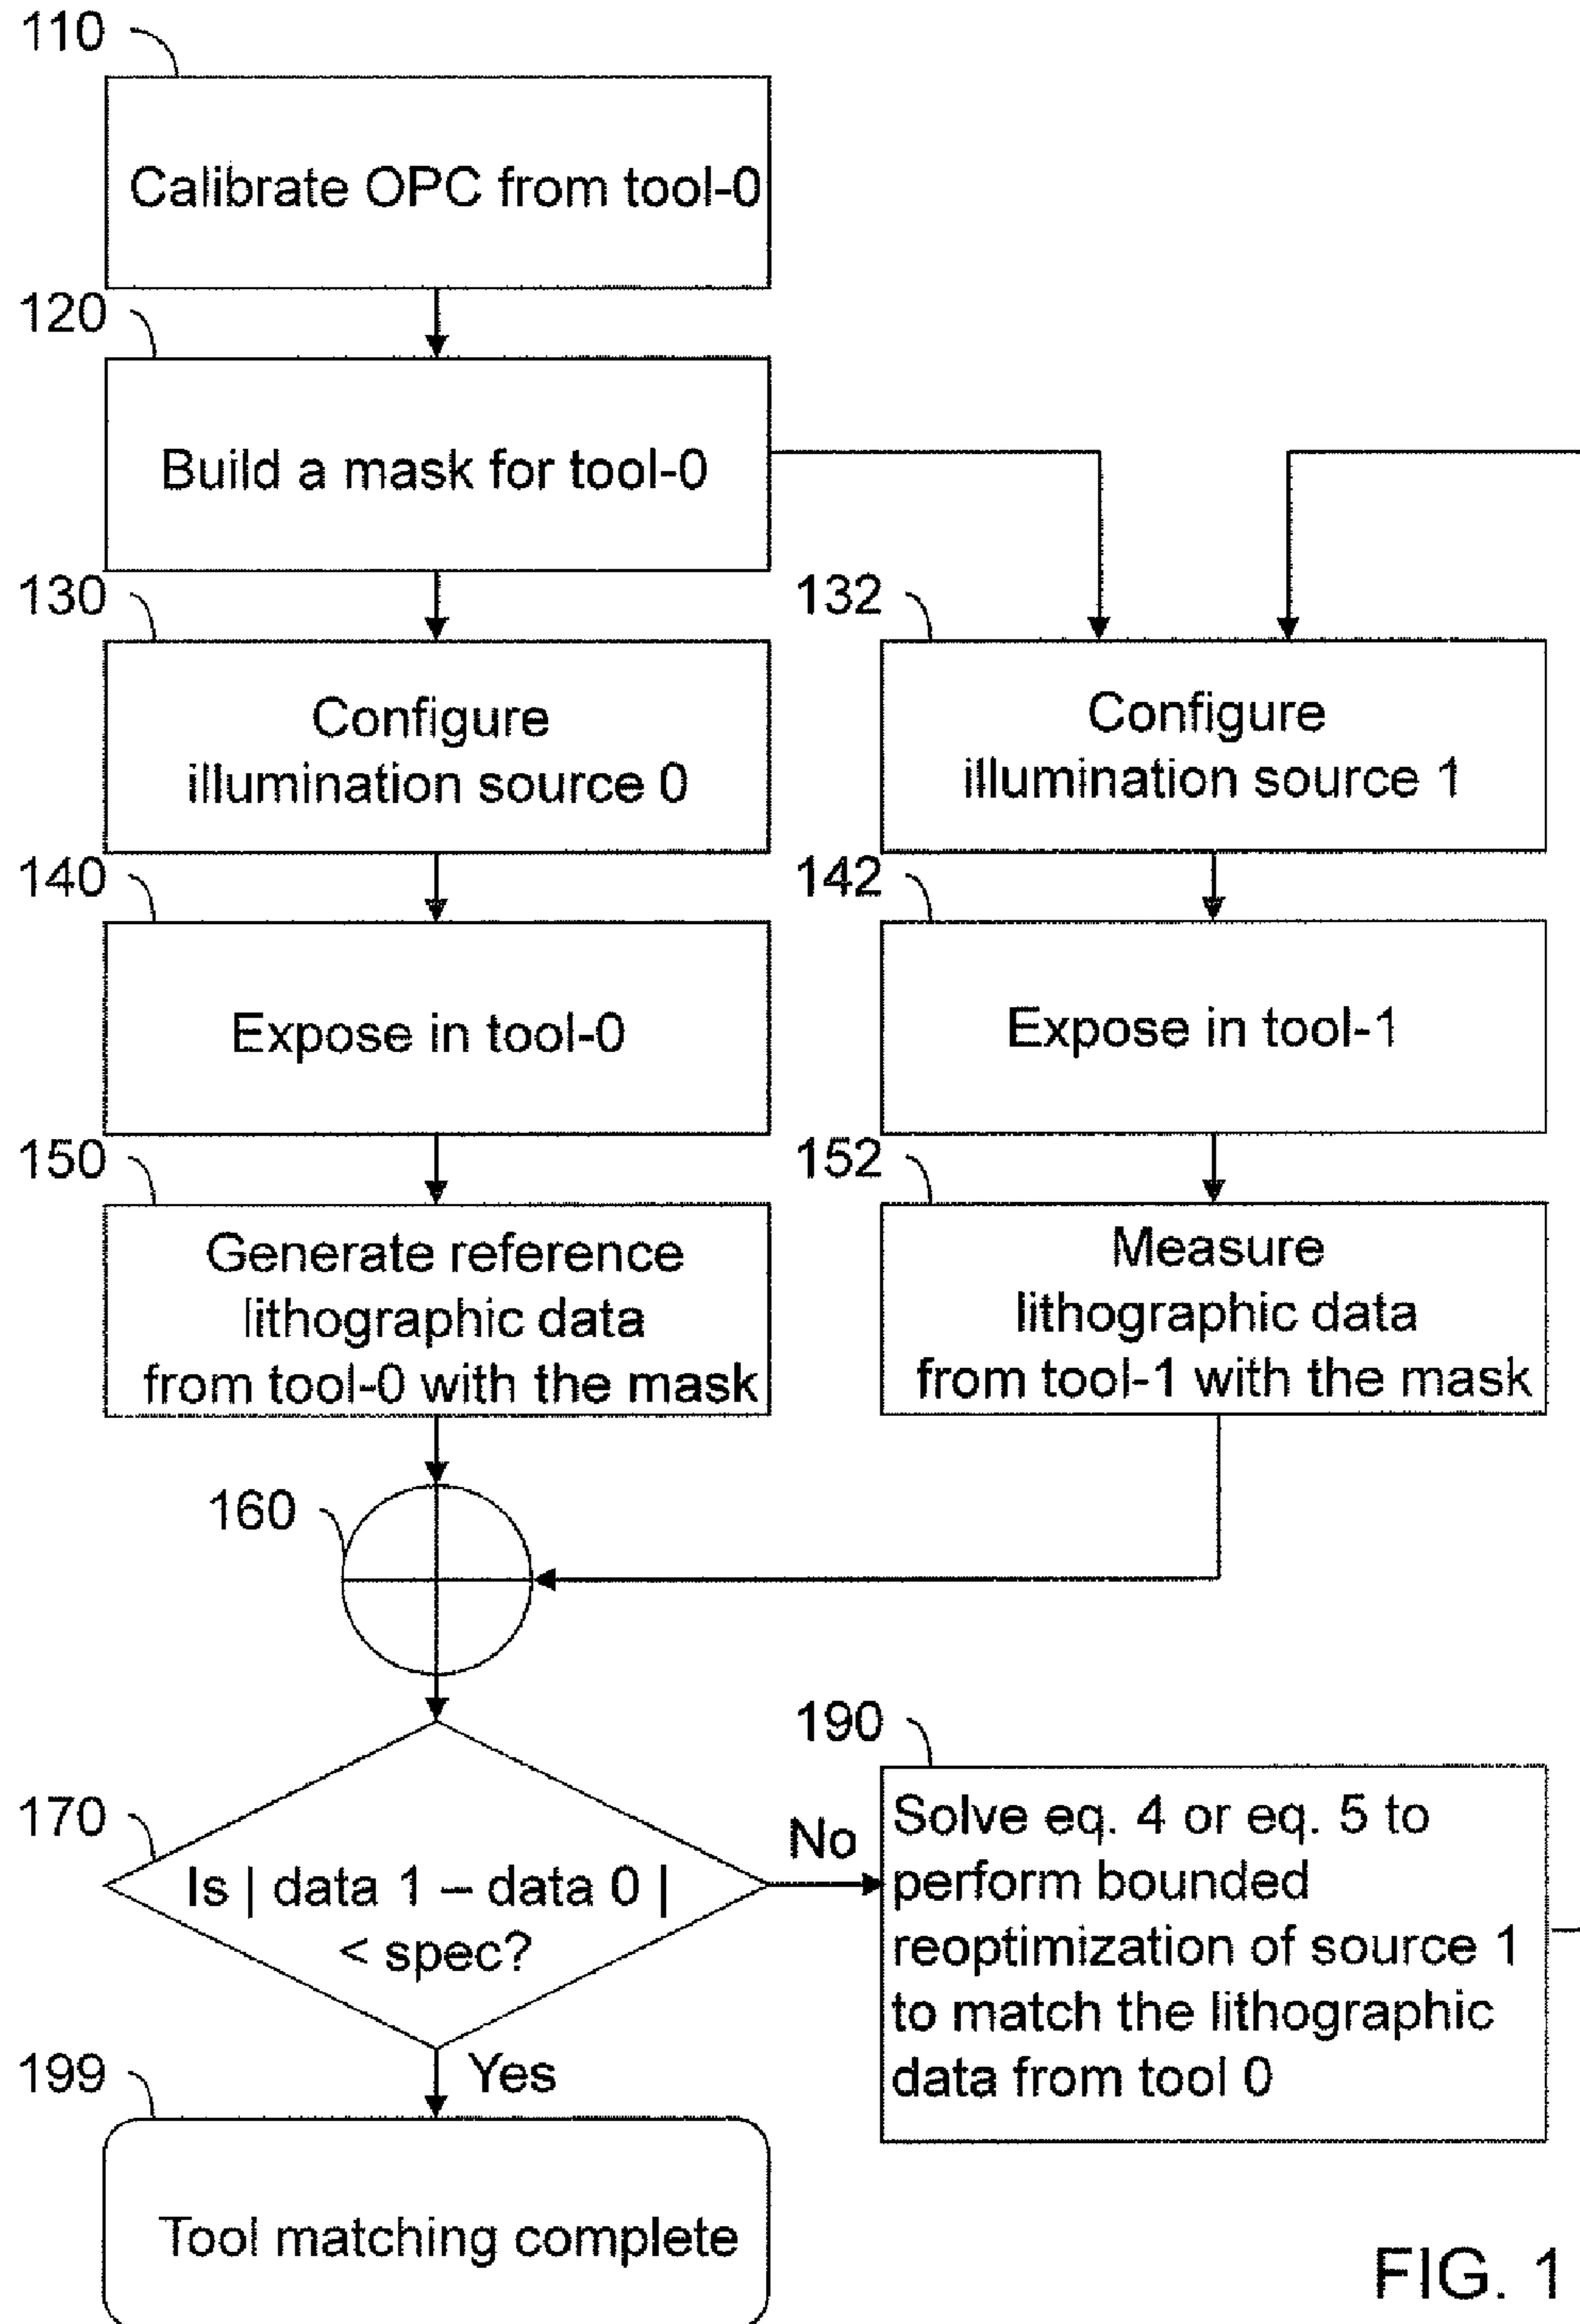 110
Calibrate OPC from tool-0
120
Build a mask for tool-0
130
Configure
illumination source 0
132
Configure
illumination source 1
140
Expose in tool-0
142
Expose in tool-1
150
Generate reference
lithographic data
from tool-0 with the mask
152
Measure
lithographic data
from tool-1 with the mask
160
170
Is | data 1 – data 0 |
< spec?
No
190
Solve eq. 4 or eq. 5 to
perform bounded
reoptimization of source 1
to match the lithographic
data from tool 0
Yes
199
Tool matching complete
FIG. 1